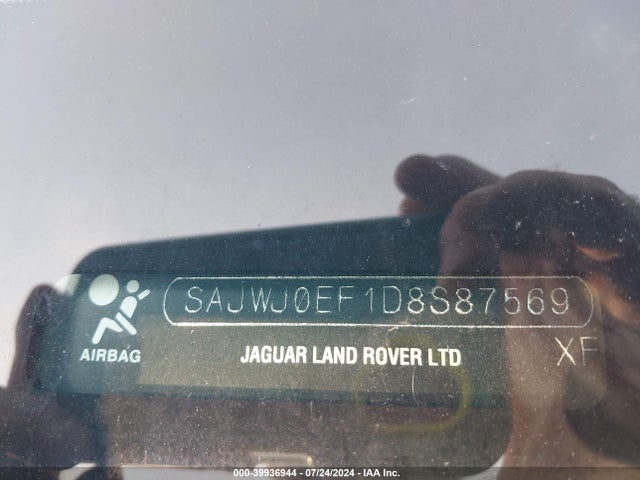 SAJWJ0EF1D8S87569
AIRBAG
JAGUAR LAND ROVER LTD
XF
000-39936944 - 07/24/2024 - IAA Inc.